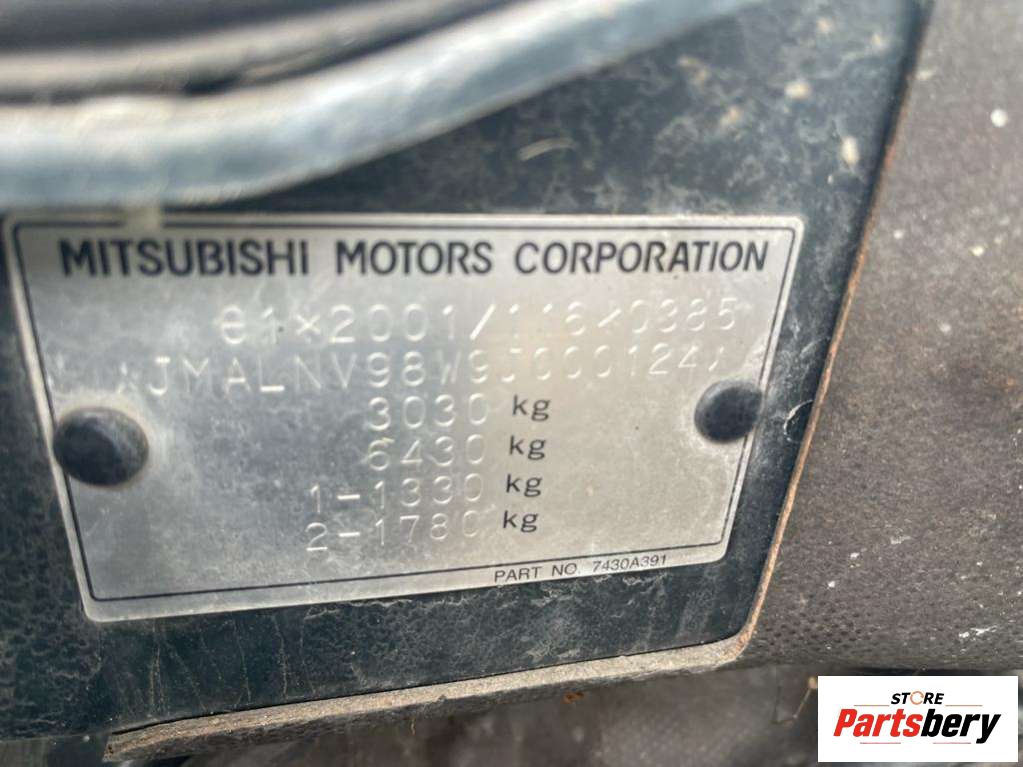 MITSUBISHI MOTORS CORPORATION
e1*2001/116*0385
*JMALNV98W9J000124*
3030 kg
6430 kg
1-1330 kg
2-1780 kg
PART NO. 7430A391
STORE
Partsbery